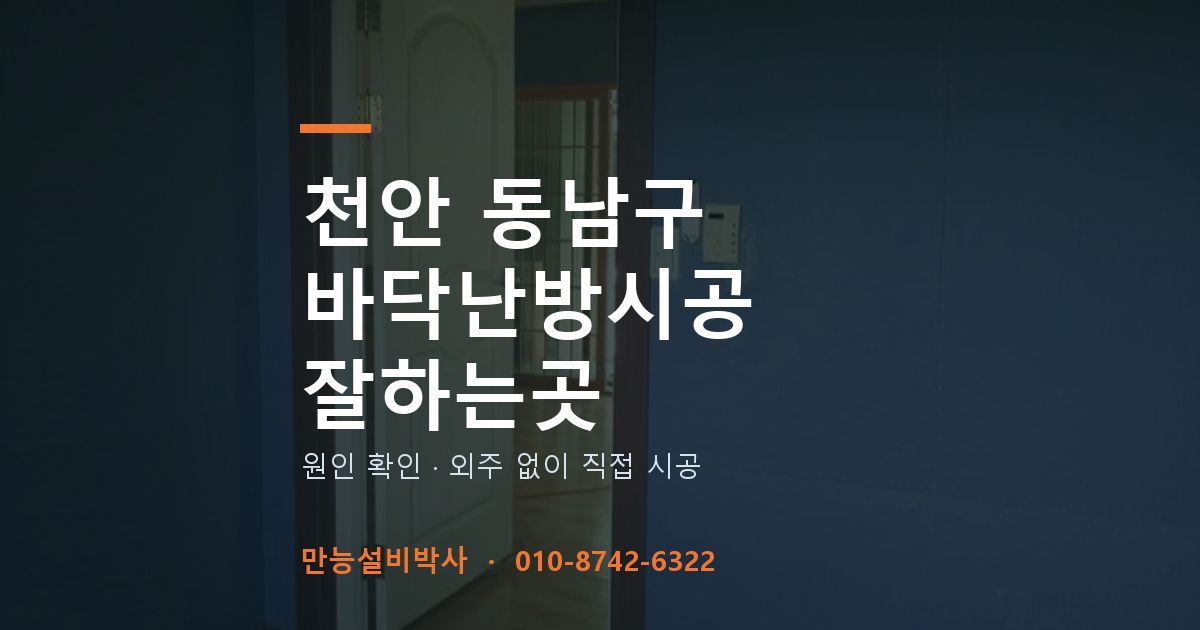 천안 동남구
바닥난방시공
잘하는곳
원인 확인 · 외주 없이 직접 시공
만능설비박사 · 010-8742-6322